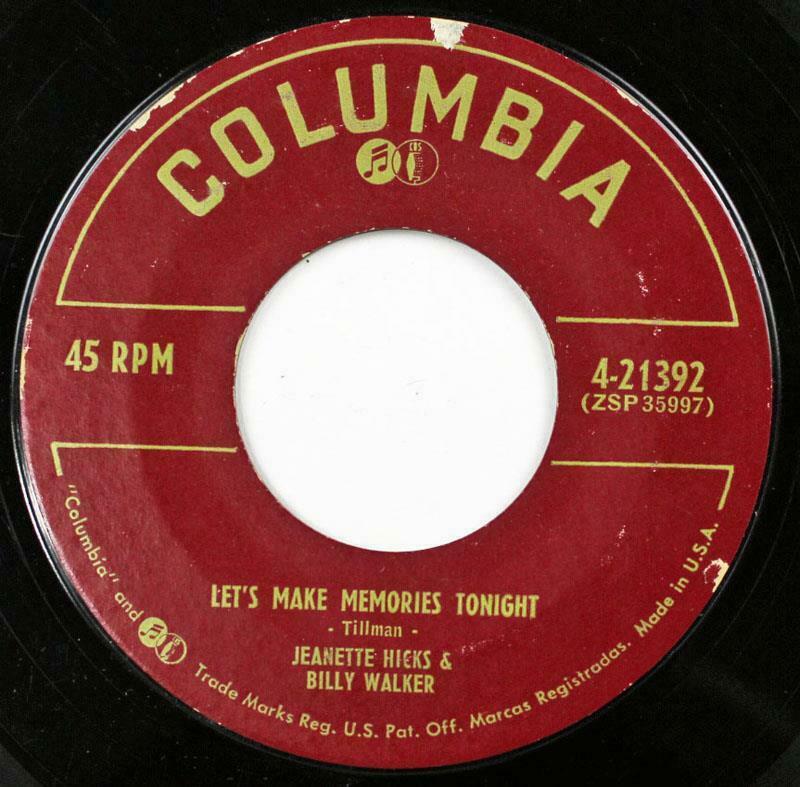 COLUMBIA
CBS
45 RPM
4-21392
(ZSP 35997)
LET'S MAKE MEMORIES TONIGHT
- Tillman -
JEANETTE HICKS &
BILLY WALKER
"Columbia" and Trade Marks Reg. U.S. Pat. Off. Marcas Registradas. Made in U.S.A.